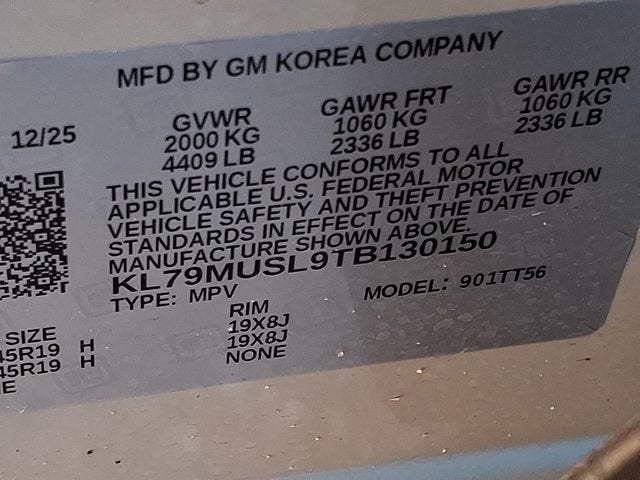 MFD BY GM KOREA COMPANY
12/25 GVWR GAWR FRT GAWR RR
2000 KG 1060 KG 1060 KG
4409 LB 2336 LB 2336 LB
THIS VEHICLE CONFORMS TO ALL
APPLICABLE U.S. FEDERAL MOTOR
VEHICLE SAFETY AND THEFT PREVENTION
STANDARDS IN EFFECT ON THE DATE OF
MANUFACTURE SHOWN ABOVE.
KL79MUSL9TB130150
TYPE: MPV MODEL: 901TT56
SIZE RIM
45R19 H 19X8J
45R19 H 19X8J
NONE